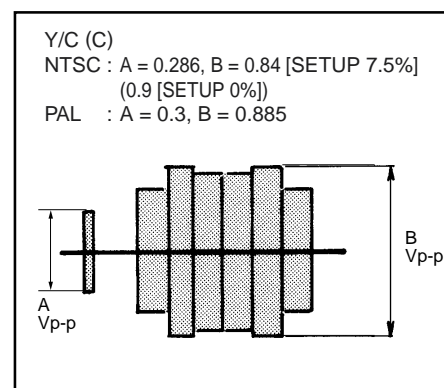 Y/C (C)
NTSC : A = 0.286, B = 0.84 [SETUP 7.5%]
(0.9 [SETUP 0%])
PAL : A = 0.3, B = 0.885
A
Vp-p
B
Vp-p